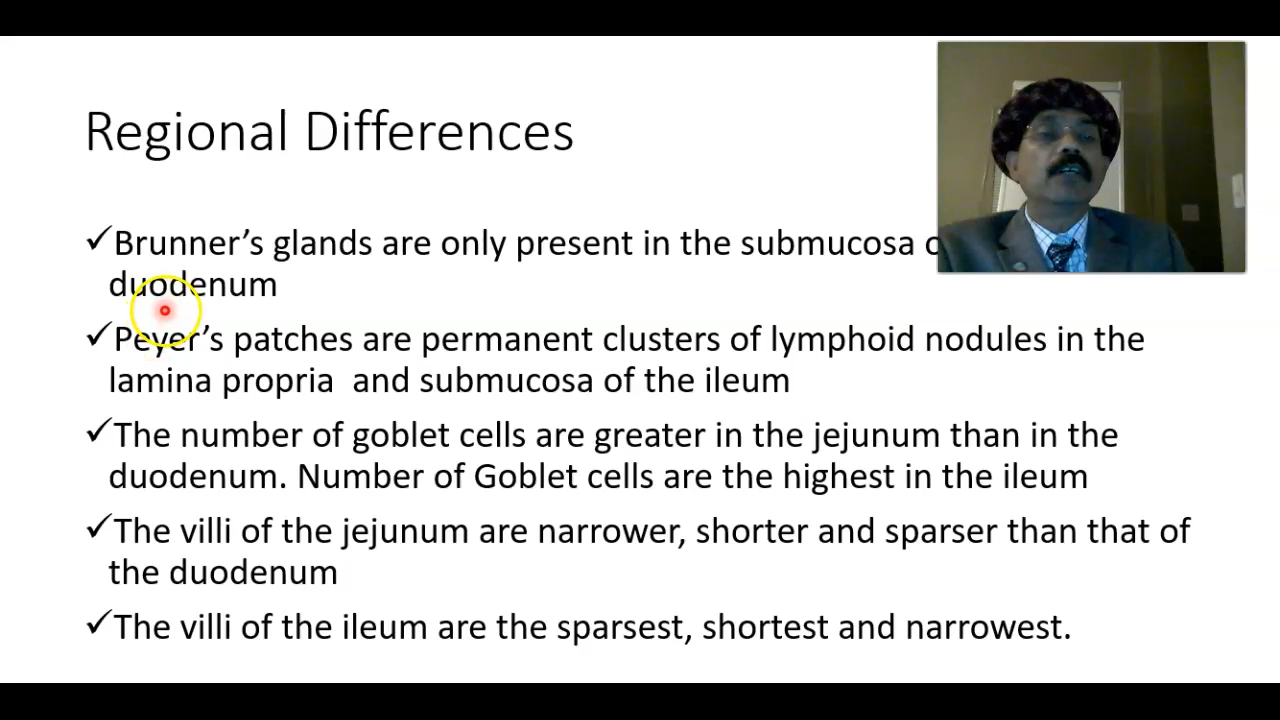 Regional Differences
✓Brunner’s glands are only present in the submucosa
duodenum
✓Peyer’s patches are permanent clusters of lymphoid nodules in the
lamina propria  and submucosa of the ileum
✓The number of goblet cells are greater in the jejunum than in the
duodenum. Number of Goblet cells are the highest in the ileum
✓The villi of the jejunum are narrower, shorter and sparser than that of
the duodenum
✓The villi of the ileum are the sparsest, shortest and narrowest.